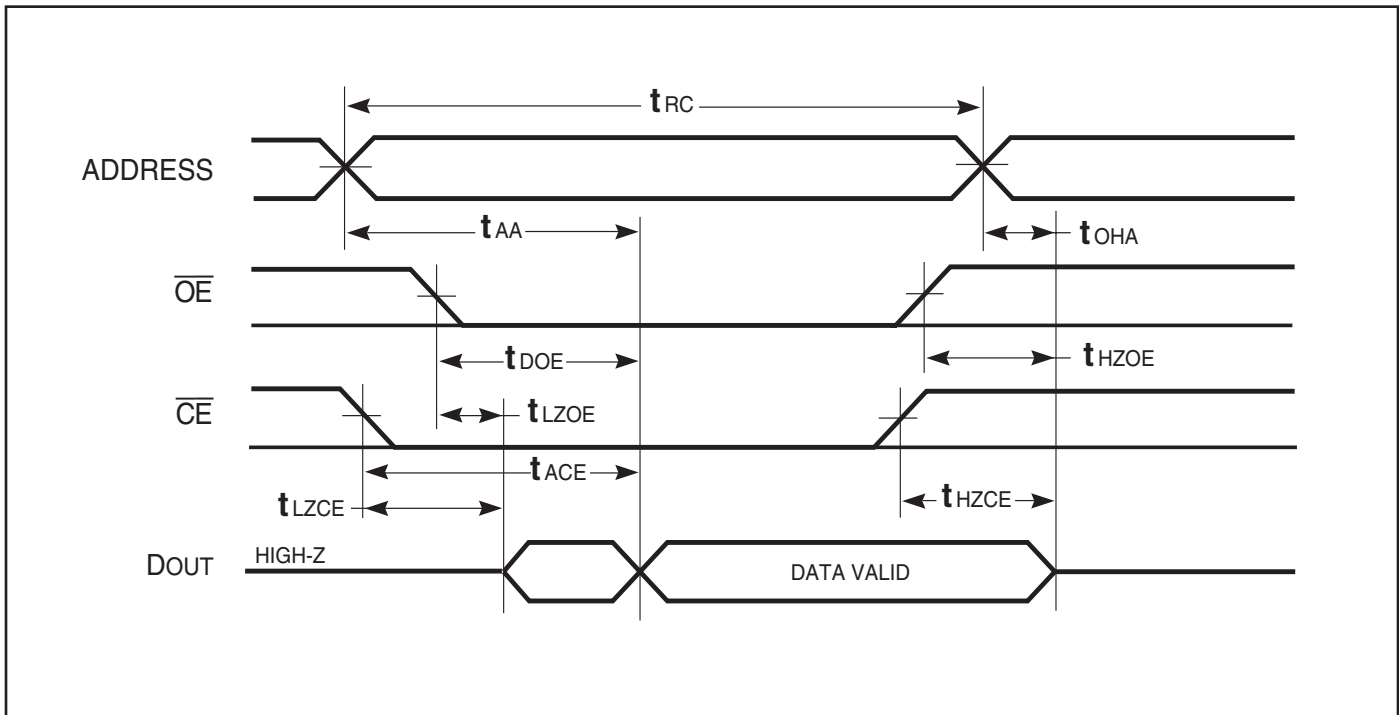 tRC
ADDRESS
tAA
tOHA
OE
tDOE
tHZOE
CE
tLZOE
tACE
tLZCE
tHZCE
DOUT
HIGH-Z
DATA VALID